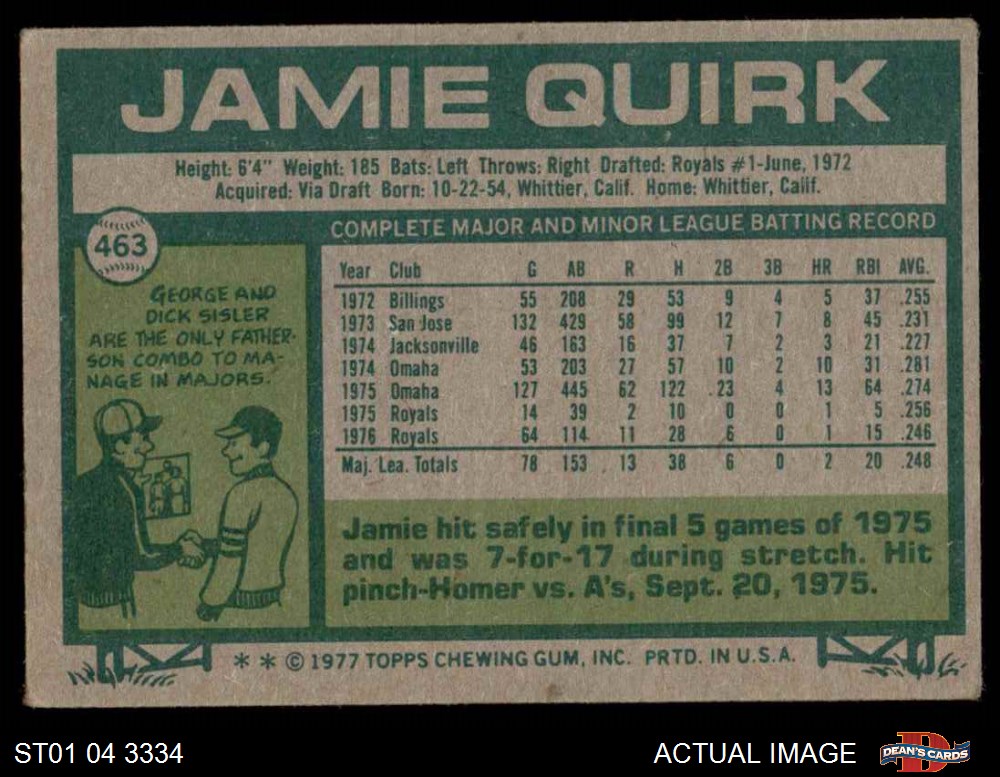 JAMIE QUIRK
Height: 6'4" Weight: 185 Bats: Left Throws: Right Drafted: Royals #1-June, 1972
Acquired: Via Draft Born: 10-22-54, Whittier, Calif. Home: Whittier, Calif.
463
GEORGE AND
DICK SISLER
ARE THE ONLY FATHER-
SON COMBO TO MA-
NAGE IN MAJORS.
COMPLETE MAJOR AND MINOR LEAGUE BATTING RECORD
Year Club G AB R H 2B 3B HR RBI AVG.
1972 Billings 55 208 29 53 9 4 5 37 .255
1973 San Jose 132 429 58 99 12 7 8 45 .231
1974 Jacksonville 46 163 16 37 7 2 3 21 .227
1974 Omaha 53 203 27 57 10 2 10 31 .281
1975 Omaha 127 445 62 122 23 4 13 64 .274
1975 Royals 14 39 2 10 0 0 1 5 .256
1976 Royals 64 114 11 28 6 0 1 15 .246
Maj. Lea. Totals 78 153 13 38 6 0 2 20 .248
Jamie hit safely in final 5 games of 1975
and was 7-for-17 during stretch. Hit
pinch-Homer vs. A's, Sept. 20, 1975.
* * © 1977 TOPPS CHEWING GUM, INC. PRTD. IN U.S.A.
ST01 04 3334
ACTUAL IMAGE
D
DEAN'S CARDS